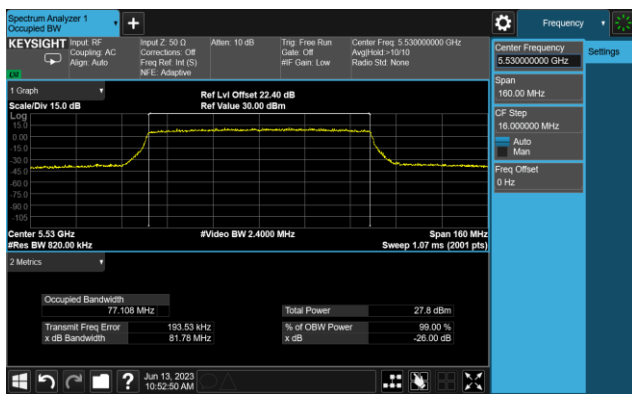 Spectrum Analyzer 1
Occupied BW
Frequency
KEYSIGHT Input: RF
Coupling: AC
Align: Auto
Input Z: 50 Ω
Corrections: Off
Freq Ref: Int (S)
NFE: Adaptive
Atten: 10 dB
Trig: Free Run
Gate: Off
#IF Gain: Low
Center Freq: 5.530000000 GHz
Avg|Hold:>10/10
Radio Std: None
Center Frequency
5.530000000 GHz
Settings
Span
160.00 MHz
CF Step
16.000000 MHz
Auto
Man
Freq Offset
0 Hz
1 Graph
Scale/Div 15.0 dB
Ref Lvl Offset 22.40 dB
Ref Value 30.00 dBm
Log
15.0
0.00
-15.0
-30.0
-45.0
-60.0
-75.0
-90.0
-105
Center 5.53 GHz
#Res BW 820.00 kHz
#Video BW 2.4000 MHz
Span 160 MHz
Sweep 1.07 ms (2001 pts)
2 Metrics
Occupied Bandwidth
77.108 MHz
Total Power 27.8 dBm
Transmit Freq Error 193.53 kHz
% of OBW Power 99.00 %
x dB Bandwidth 81.78 MHz
x dB -26.00 dB
?
Jun 13, 2023
10:52:50 AM